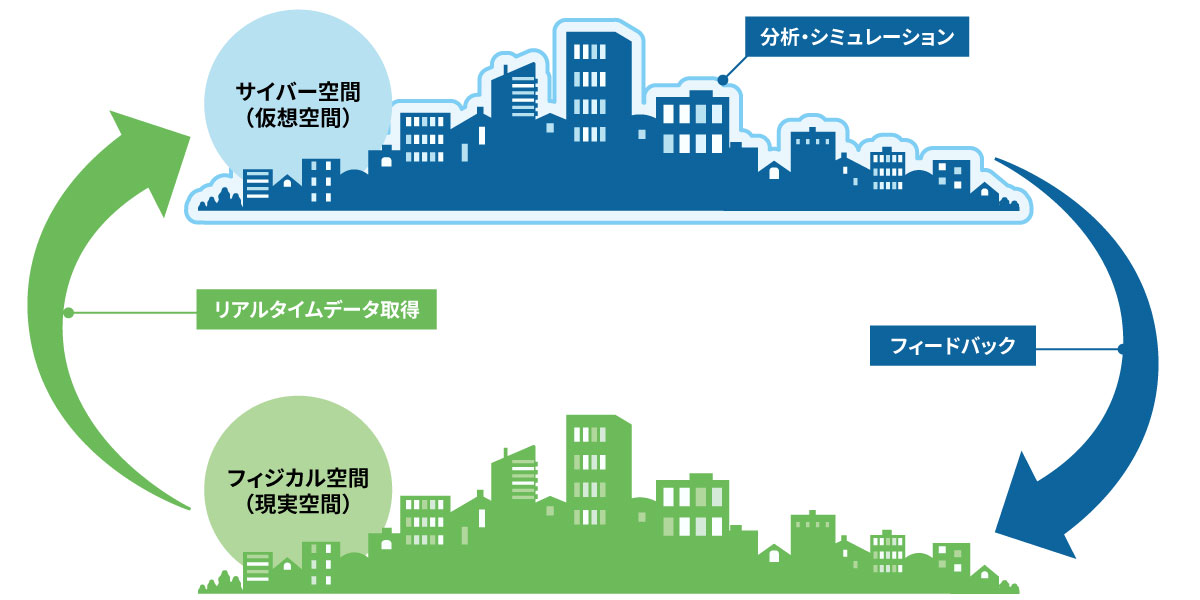 分析・シミュレーション
サイバー空間
（仮想空間）
リアルタイムデータ取得
フィードバック
フィジカル空間
（現実空間）